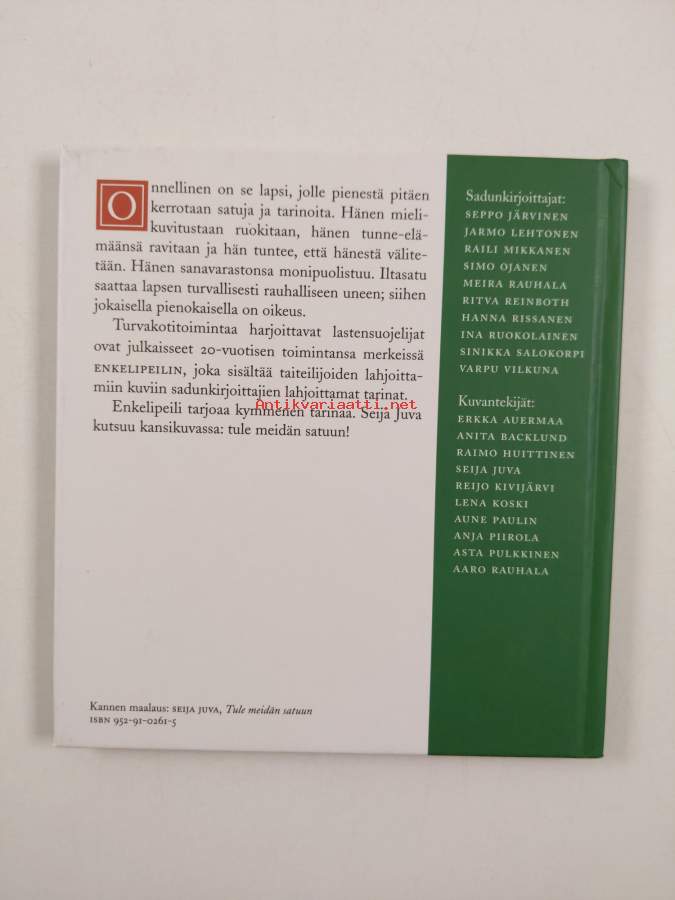 Onnellinen on se lapsi, jolle pienestä pitäen
kerrotaan satuja ja tarinoita. Hänen mieli-
kuvitustaan ruokitaan, hänen tunne-elä-
määnsä ravitaan ja hän tuntee, että hänestä välite-
tään. Hänen sanavarastonsa monipuolistuu. Iltasatu
saattaa lapsen turvallisesti rauhalliseen uneen; siihen
jokaisella pienokaisella on oikeus.
Turvakotitoimintaa harjoittavat lastensuojelijat
ovat julkaisseet 20-vuotisen toimintansa merkeissä
ENKELIPEILIN, joka sisältää taiteilijoiden lahjoitta-
miin kuviin sadunkirjoittajien lahjoittamat tarinat.
Enkelipeili tarjoaa kymmenen tarinaa. Seija Juva
kutsuu kansikuvassa: tule meidän satuun!
Antikvariaatti.net
Kannen maalaus: SEIJA JUVA, Tule meidän satuun
ISBN 952-91-0261-5
Sadunkirjoittajat:
SEPPO JÄRVINEN
JARMO LEHTONEN
RAILI MIKKANEN
SIMO OJANEN
MEIRA RAUHALA
RITVA REINBOTH
HANNA RISSANEN
INA RUOKOLAINEN
SINIKKA SALOKORPI
VARPU VILKUNA
Kuvantekijät:
ERKKA AUERMAA
ANITA BACKLUND
RAIMO HUITTINEN
SEIJA JUVA
REIJO KIVIJÄRVI
LENA KOSKI
AUNE PAULIN
ANJA PIIROLA
ASTA PULKKINEN
AARO RAUHALA